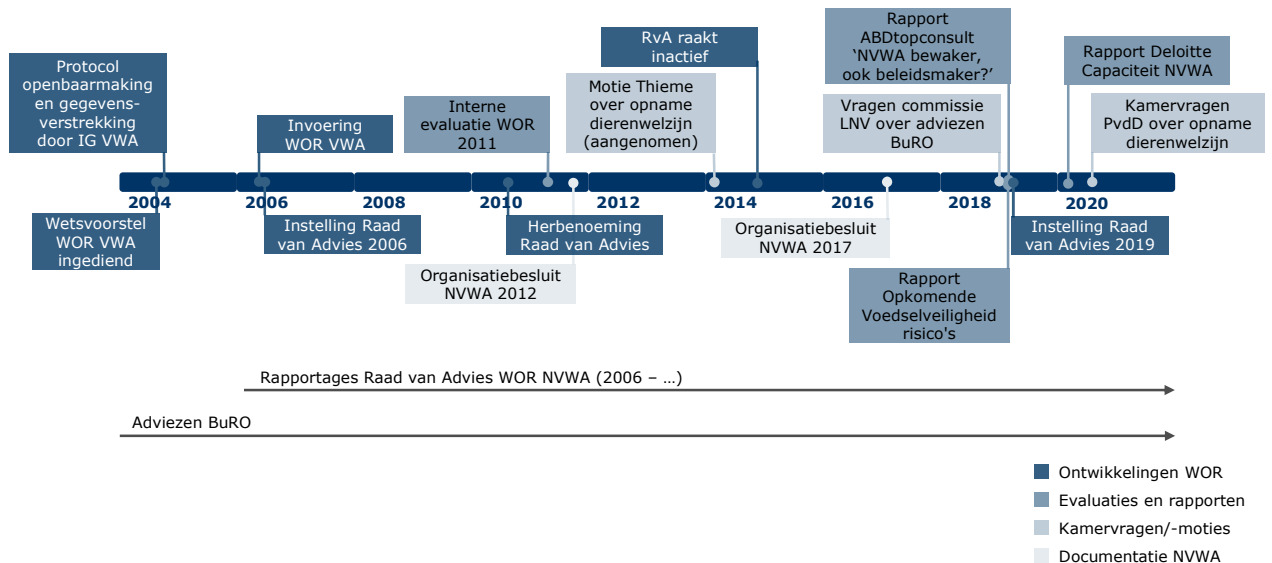 Protocol
openbaarmaking
en gegevens-
verstrekking
door IG VWA
Invoering
WOR VWA
Interne
evaluatie WOR
2011
Motie Thieme
over opname
dierenwelzijn
(aangenomen)
RvA raakt
inactief
Rapport
ABDtopconsult
‘NVWA bewaker,
ook beleidsmaker?’
Vragen commissie
LNV over adviezen
BuRO
Rapport Deloitte
Capaciteit NVWA
Kamervragen
PvdD over opname
dierenwelzijn
2004
2006
2008
2010
2012
2014
2016
2018
2020
Wetsvoorstel
WOR VWA
ingediend
Instelling Raad
van Advies 2006
Organisatiebesluit
NVWA 2012
Herbenoeming
Raad van Advies
Organisatiebesluit
NVWA 2017
Rapport
Opkomende
Voedselveiligheid
risico's
Instelling Raad
van Advies 2019
Rapportages Raad van Advies WOR NVWA (2006 – …)
Adviezen BuRO
Ontwikkelingen WOR
Evaluaties en rapporten
Kamervragen/-moties
Documentatie NVWA